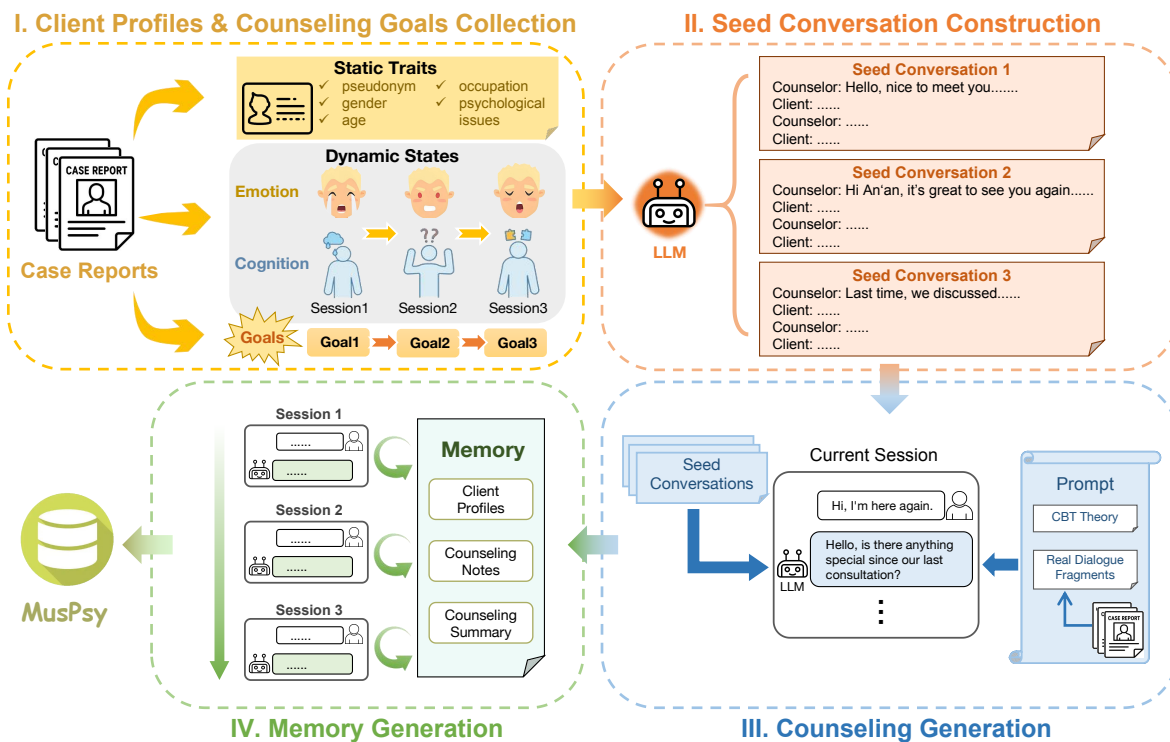 I. Client Profiles & Counseling Goals Collection
CASE REPORT
Case Reports
Static Traits
✓ pseudonym ✓ occupation
✓ gender ✓ psychological
✓ age issues
Dynamic States
Emotion
??
Cognition
Session1 Session2 Session3
Goals
Goal1 Goal2 Goal3
II. Seed Conversation Construction
LLM
Seed Conversation 1
Counselor: Hello, nice to meet you.......
Client: ......
Counselor: ......
Client: ......
Seed Conversation 2
Counselor: Hi An'an, it's great to see you again......
Client: ......
Counselor: ......
Client: ......
Seed Conversation 3
Counselor: Last time, we discussed......
Client: ......
Counselor: ......
Client: ......
Seed
Conversations
Current Session
Hi, I'm here again.
Hello, is there anything
special since our last
consultation?
LLM
Prompt
CBT Theory
Real Dialogue
Fragments
CASE REPORT
III. Counseling Generation
Session 1
......
......
Session 2
......
......
Session 3
......
......
Memory
Client
Profiles
Counseling
Notes
Counseling
Summary
MusPsy
IV. Memory Generation